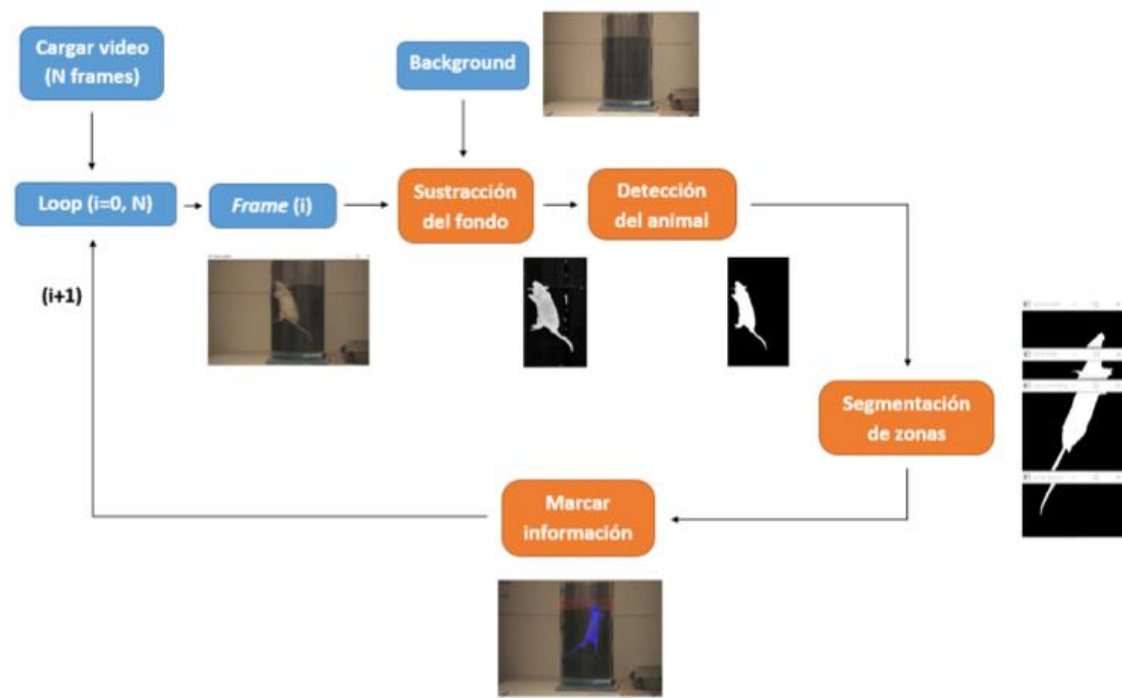 Cargar video
(N frames)
Background
Loop (i=0, N)
Frame (i)
Sustracción
del fondo
Detección
del animal
(i+1)
Segmentación
de zonas
Marcar
información